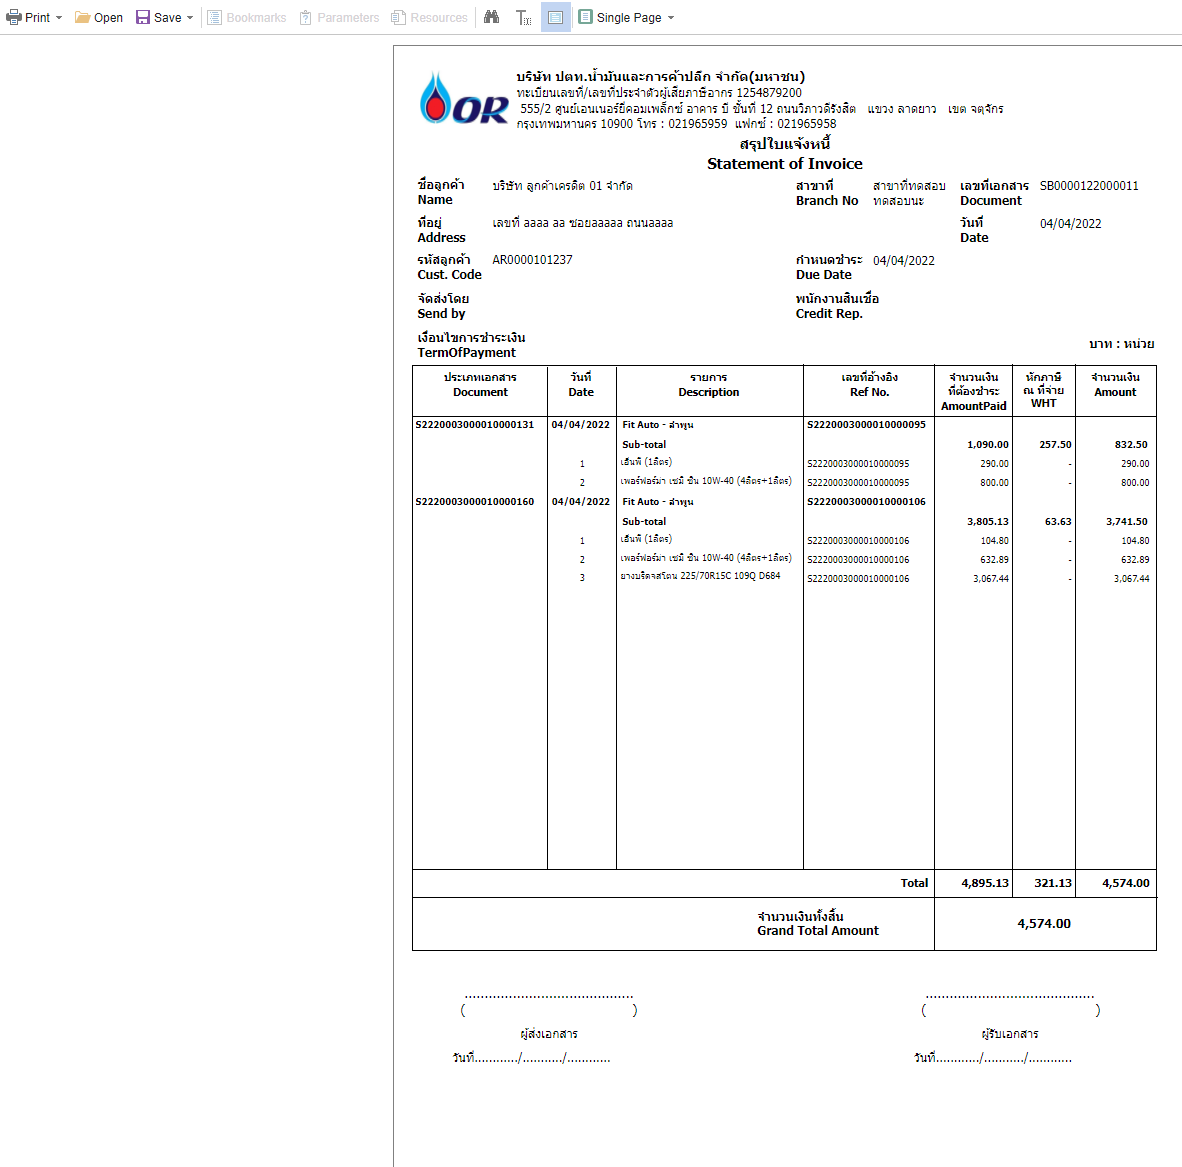 Print Open Save Bookmarks Parameters Resources Single Page
OR
บริษัท ปตท.น้ำมันและการค้าปลีก จำกัด(มหาชน)
ทะเบียนเลขที่/เลขที่ประจำตัวผู้เสียภาษีอากร 1254879200
555/2 ศูนย์เอนเนอร์ยี่คอมเพล็กซ์ อาคาร บี ชั้นที่ 12 ถนนวิภาวดีรังสิต แขวง ลาดยาว เขต จตุจักร
กรุงเทพมหานคร 10900 โทร : 021965959 แฟกซ์ : 021965958
สรุปใบแจ้งหนี้
Statement of Invoice
ชื่อลูกค้า บริษัท ลูกค้าเครดิต 01 จำกัด สาขาที่ สาขาที่ทดสอบ เลขที่เอกสาร SB0000122000011
Name Branch No ทดสอบนะ Document
ที่อยู่ เลขที่ aaaa aa ซอยaaaaa ถนนaaaa วันที่ 04/04/2022
Address Date
รหัสลูกค้า AR0000101237 กำหนดชำระ 04/04/2022
Cust. Code Due Date
จัดส่งโดย พนักงานสินเชื่อ
Send by Credit Rep.
เงื่อนไขการชำระเงิน
TermOfPayment บาท : หน่วย
ประเภทเอกสาร วันที่ รายการ เลขที่อ้างอิง จำนวนเงิน หักภาษี จำนวนเงิน
Document Date Description Ref No. ที่ต้องชำระ ณ ที่จ่าย Amount
AmountPaid WHT
S2220003000010000131 04/04/2022 Fit Auto - ลำพูน S2220003000010000095
Sub-total 1,090.00 257.50 832.50
1 เฮ้นพี (1ลิตร) S2220003000010000095 290.00 - 290.00
2 เพอร์ฟอร์ม่า เซมิ ซิน 10W-40 (4ลิตร+1ลิตร) S2220003000010000095 800.00 - 800.00
S2220003000010000160 04/04/2022 Fit Auto - ลำพูน S2220003000010000106
Sub-total 3,805.13 63.63 3,741.50
1 เฮ้นพี (1ลิตร) S2220003000010000106 104.80 - 104.80
2 เพอร์ฟอร์ม่า เซมิ ซิน 10W-40 (4ลิตร+1ลิตร) S2220003000010000106 632.89 - 632.89
3 ยางบริดจสโตน 225/70R15C 109Q D684 S2220003000010000106 3,067.44 - 3,067.44
Total 4,895.13 321.13 4,574.00
จำนวนเงินทั้งสิ้น
Grand Total Amount 4,574.00
.......................................... ..........................................
( ) ( )
ผู้ส่งเอกสาร ผู้รับเอกสาร
วันที่.........../........../........... วันที่.........../........../...........